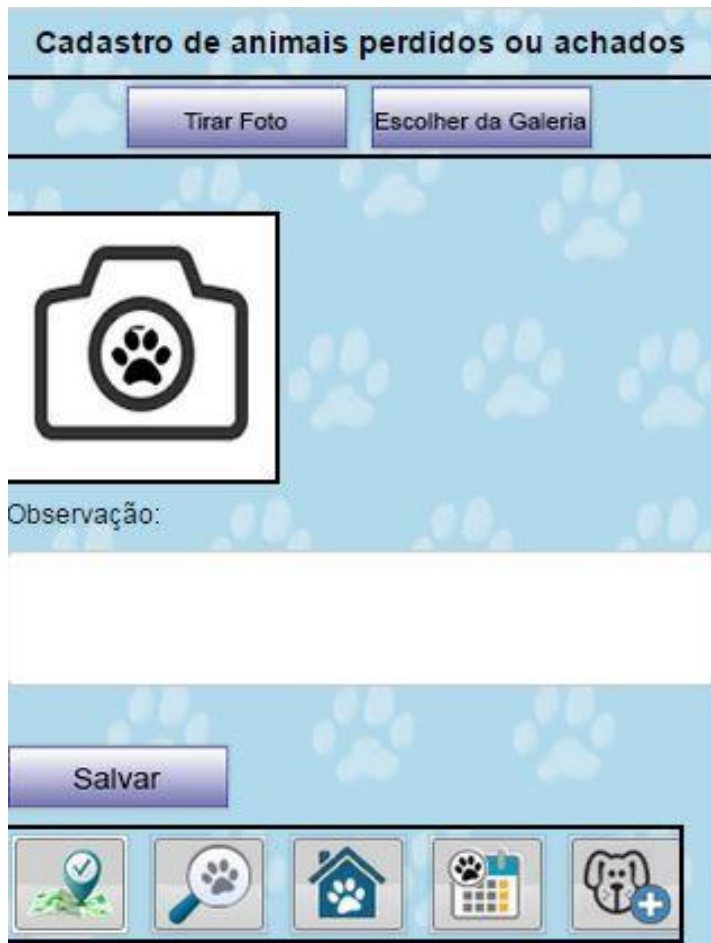 Cadastro de animais perdidos ou achados
Tirar Foto
Escolher da Galeria
Observação:
Salvar